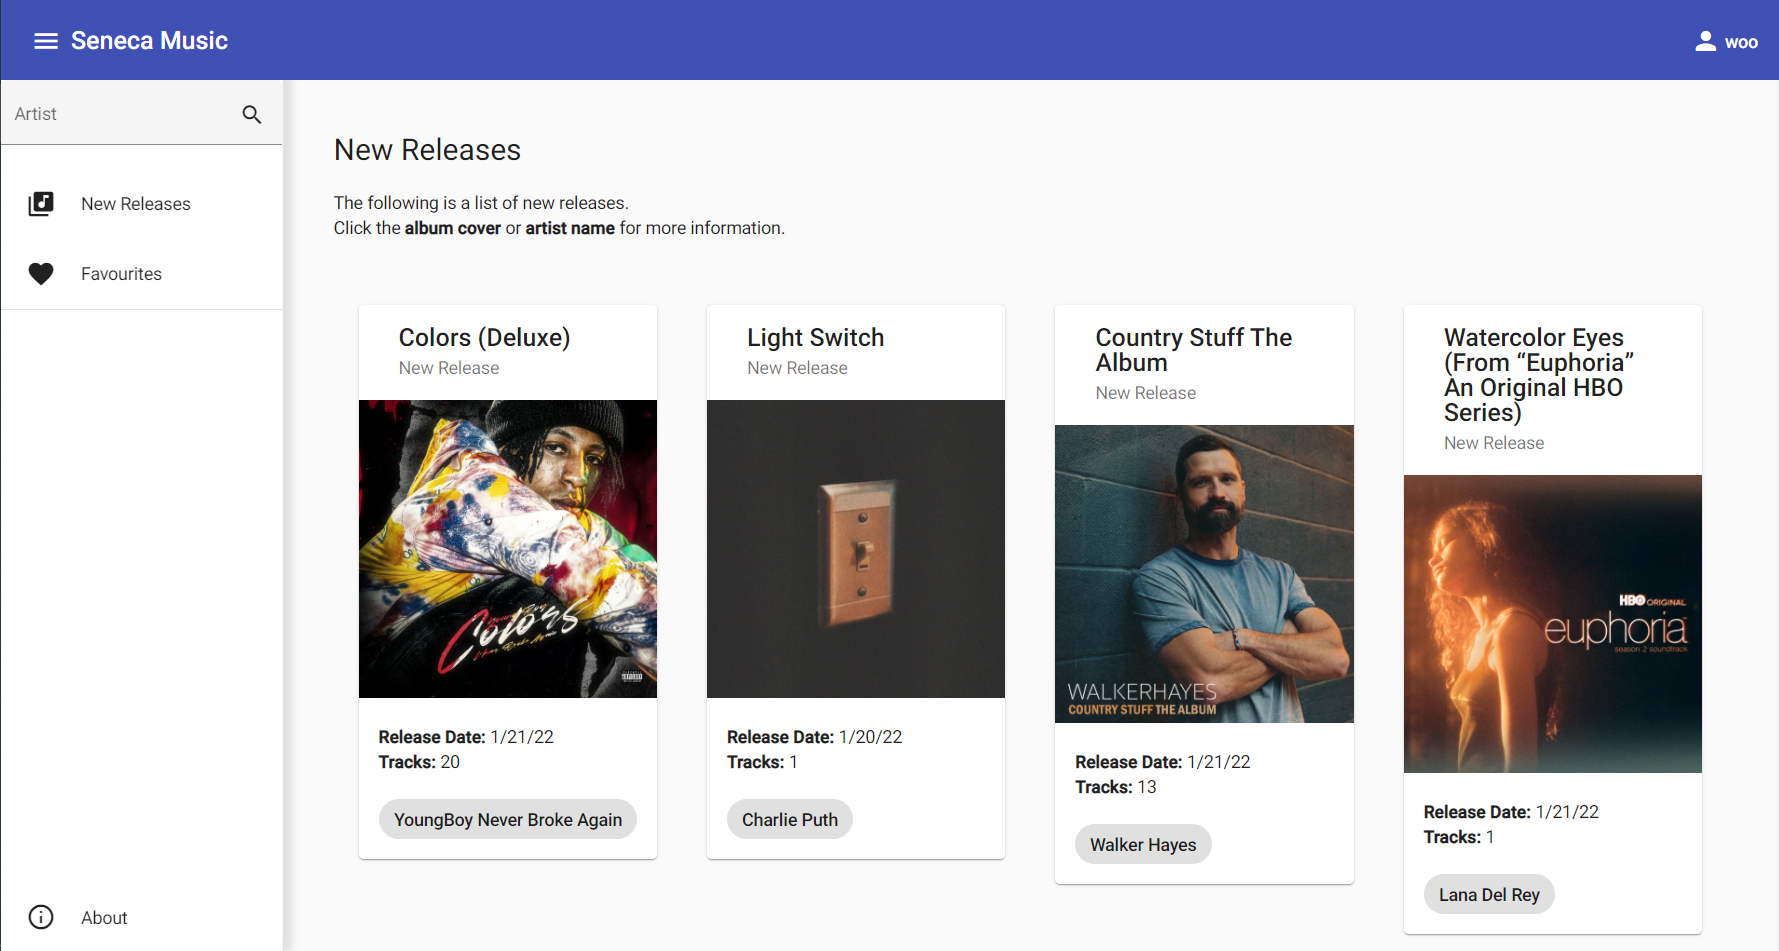 Seneca Music
woo
Artist
New Releases
Favourites
About
New Releases
The following is a list of new releases.
Click the album cover or artist name for more information.
Colors (Deluxe)
New Release
Colors
Release Date: 1/21/22
Tracks: 20
YoungBoy Never Broke Again
Light Switch
New Release
Release Date: 1/20/22
Tracks: 1
Charlie Puth
Country Stuff The
Album
New Release
WALKERHAYES
COUNTRY STUFF THE ALBUM
Release Date: 1/21/22
Tracks: 13
Walker Hayes
Watercolor Eyes
(From “Euphoria”
An Original HBO
Series)
New Release
HBO ORIGINAL
euphoria
season 2 soundtrack
Release Date: 1/21/22
Tracks: 1
Lana Del Rey